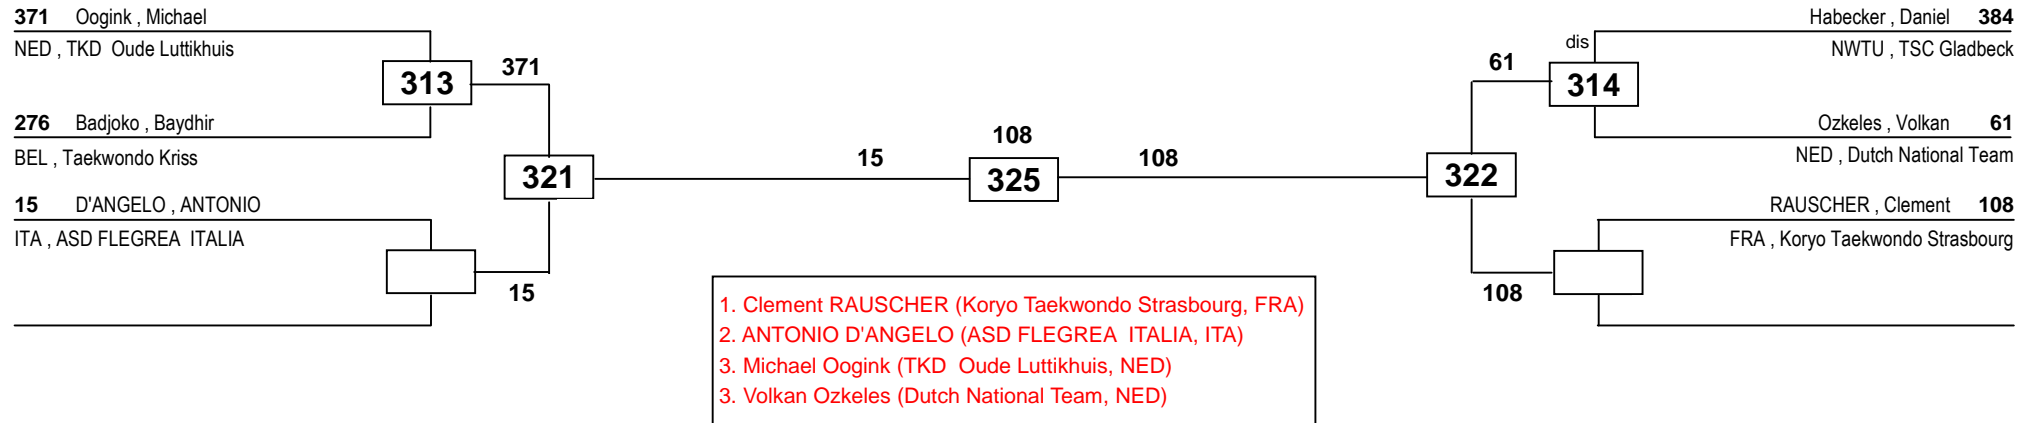 371 Oogink , Michael
NED , TKD Oude Luttikhuis
313
371
276 Badjoko , Baydhir
BEL , Taekwondo Kriss
321
15 D'ANGELO , ANTONIO
ITA , ASD FLEGREA ITALIA
15
15
108
325
108
Habecker , Daniel 384
NWTU , TSC Gladbeck
dis
61
314
Ozkeles , Volkan 61
NED , Dutch National Team
322
RAUSCHER , Clement 108
FRA , Koryo Taekwondo Strasbourg
108
1. Clement RAUSCHER (Koryo Taekwondo Strasbourg, FRA)
2. ANTONIO D'ANGELO (ASD FLEGREA ITALIA, ITA)
3. Michael Oogink (TKD Oude Luttikhuis, NED)
3. Volkan Ozkeles (Dutch National Team, NED)